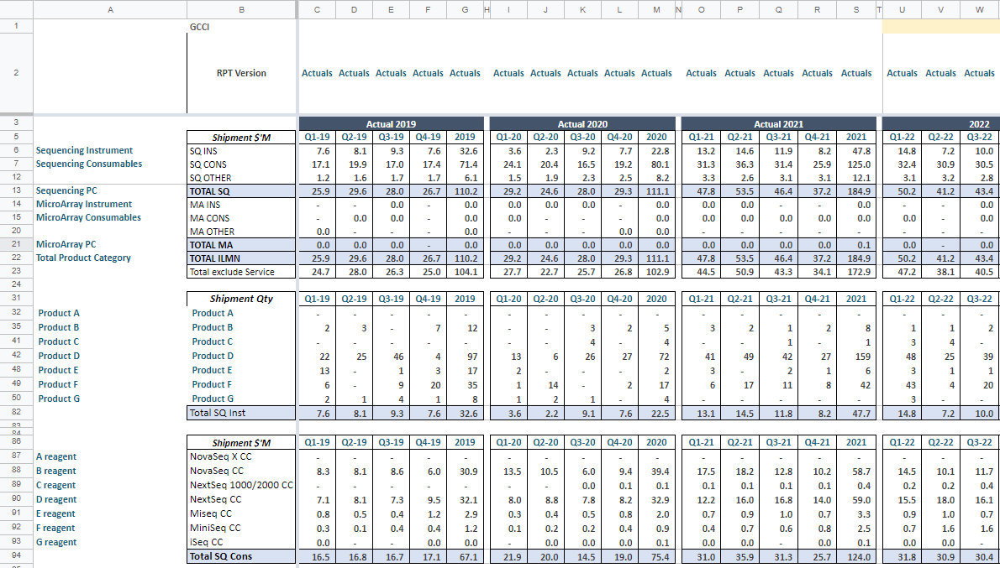 A B C D E F G H I J K L M N O P Q R S T U V W
1 GCCI
2 RPT Version Actuals Actuals Actuals Actuals Actuals Actuals Actuals Actuals Actuals Actuals Actuals Actuals Actuals Actuals Actuals Actuals Actuals Actuals
3 Actual 2019 Actual 2020 Actual 2021 2022
5 Shipment $'M Q1-19 Q2-19 Q3-19 Q4-19 2019 Q1-20 Q2-20 Q3-20 Q4-20 2020 Q1-21 Q2-21 Q3-21 Q4-21 2021 Q1-22 Q2-22 Q3-22
6 Sequencing Instrument SQ INS 7.6 8.1 9.3 7.6 32.6 3.6 2.3 9.2 7.7 22.8 13.2 14.6 11.9 8.2 47.8 14.8 7.2 10.0
7 Sequencing Consumables SQ CONS 17.1 19.9 17.0 17.4 71.4 24.1 20.4 16.5 19.2 80.1 31.3 36.3 31.4 25.9 125.0 32.4 30.9 30.5
12 SQ OTHER 1.2 1.6 1.7 1.7 6.1 1.5 1.9 2.3 2.5 8.2 3.3 2.6 3.1 3.1 12.1 3.1 3.2 2.8
13 Sequencing PC TOTAL SQ 25.9 29.6 28.0 26.7 110.2 29.2 24.6 28.0 29.3 111.1 47.8 53.5 46.4 37.2 184.9 50.2 41.2 43.4
14 MicroArray Instrument MA INS - - 0.0 - 0.0 0.0 0.0 0.0 - 0.0 0.0 - - - 0.0 - - 0.0
15 MicroArray Consumables MA CONS - 0.0 0.0 - 0.0 0.0 - - - 0.0 0.0 0.0 0.0 0.0 0.0 0.0 - 0.0
20 MA OTHER 0.0 - - - 0.0 - - - 0.0 0.0 - - - - - - - -
21 MicroArray PC TOTAL MA 0.0 0.0 0.0 - 0.0 0.0 0.0 0.0 0.0 0.0 0.0 0.0 0.0 0.0 0.1 0.0 - 0.0
22 Total Product Category TOTAL ILMN 25.9 29.6 28.0 26.7 110.2 29.2 24.6 28.0 29.3 111.1 47.8 53.5 46.4 37.2 184.9 50.2 41.2 43.4
23 Total exclude Service 24.7 28.0 26.3 25.0 104.1 27.7 22.7 25.7 26.8 102.9 44.5 50.9 43.3 34.1 172.9 47.2 38.1 40.5
24
31 Shipment Qty Q1-19 Q2-19 Q3-19 Q4-19 2019 Q1-20 Q2-20 Q3-20 Q4-20 2020 Q1-21 Q2-21 Q3-21 Q4-21 2021 Q1-22 Q2-22 Q3-22
32 Product A Product A - - - - - - - - - - - - - - - - - -
35 Product B Product B 2 3 - 7 12 - - 3 2 5 3 2 1 2 8 1 1 2
41 Product C Product C - - - - - - - 4 - 4 - - 1 - 1 3 4 -
42 Product D Product D 22 25 46 4 97 13 6 26 27 72 41 49 42 27 159 48 25 39
48 Product E Product E 13 - 1 3 17 2 - - - 2 3 - 2 1 6 3 1 1
49 Product F Product F 6 - 9 20 35 1 14 - 2 17 6 17 11 8 42 43 4 20
50 Product G Product G 2 1 4 1 8 1 2 1 - 4 - - - - - 3 - -
82 Total SQ Inst 7.6 8.1 9.3 7.6 32.6 3.6 2.2 9.1 7.6 22.5 13.1 14.5 11.8 8.2 47.7 14.8 7.2 10.0
83
84
86 Shipment $'M Q1-19 Q2-19 Q3-19 Q4-19 2019 Q1-20 Q2-20 Q3-20 Q4-20 2020 Q1-21 Q2-21 Q3-21 Q4-21 2021 Q1-22 Q2-22 Q3-22
87 A reagent NovaSeq X CC - - - - - - - - - - - - - - - - - -
88 B reagent NovaSeq CC 8.3 8.1 8.6 6.0 30.9 13.5 10.5 6.0 9.4 39.4 17.5 18.2 12.8 10.2 58.7 14.5 10.1 11.7
89 C reagent NextSeq 1000/2000 CC - - - - - - - 0.0 0.1 0.1 0.1 0.1 0.1 0.1 0.4 0.2 0.2 0.4
90 D reagent NextSeq CC 7.1 8.1 7.3 9.5 32.1 8.0 8.8 7.8 8.2 32.9 12.2 16.0 16.8 14.0 59.0 15.5 18.0 16.1
91 E reagent Miseq CC 0.8 0.5 0.4 1.2 2.9 0.3 0.4 0.5 0.8 2.0 0.7 0.9 1.0 0.7 3.3 0.9 1.0 0.7
92 F reagent MiniSeq CC 0.3 0.1 0.4 0.4 1.2 0.1 0.2 0.2 0.4 0.9 0.4 0.7 0.6 0.8 2.5 0.7 1.6 1.6
93 G reagent iSeq CC 0.0 - - 0.0 0.0 - 0.0 0.0 0.0 0.1 0.0 0.0 - 0.0 0.1 0.0 0.0 -
94 Total SQ Cons 16.5 16.8 16.7 17.1 67.1 21.9 20.0 14.5 19.0 75.4 31.0 35.9 31.3 25.7 124.0 31.8 30.9 30.4